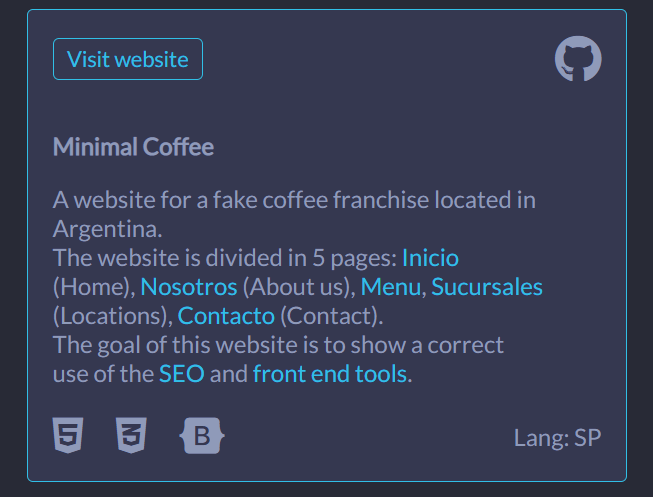 Visit website
Minimal Coffee
A website for a fake coffee franchise located in
Argentina.
The website is divided in 5 pages: Inicio
(Home), Nosotros (About us), Menu, Sucursales
(Locations), Contacto (Contact).
The goal of this website is to show a correct
use of the SEO and front end tools.
5 3 B Lang: SP